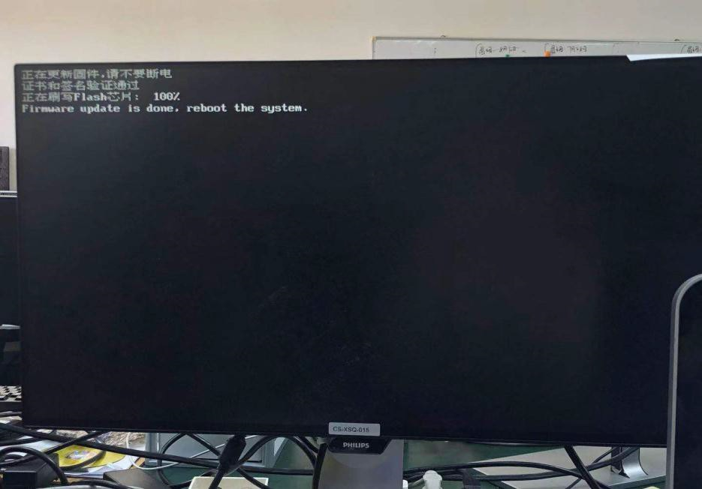 正在更新固件,请不要断电
证书和签名验证通过
正在刷写Flash芯片: 100%
Firmware update is done, reboot the system.
CS-XSQ-015
PHILIPS